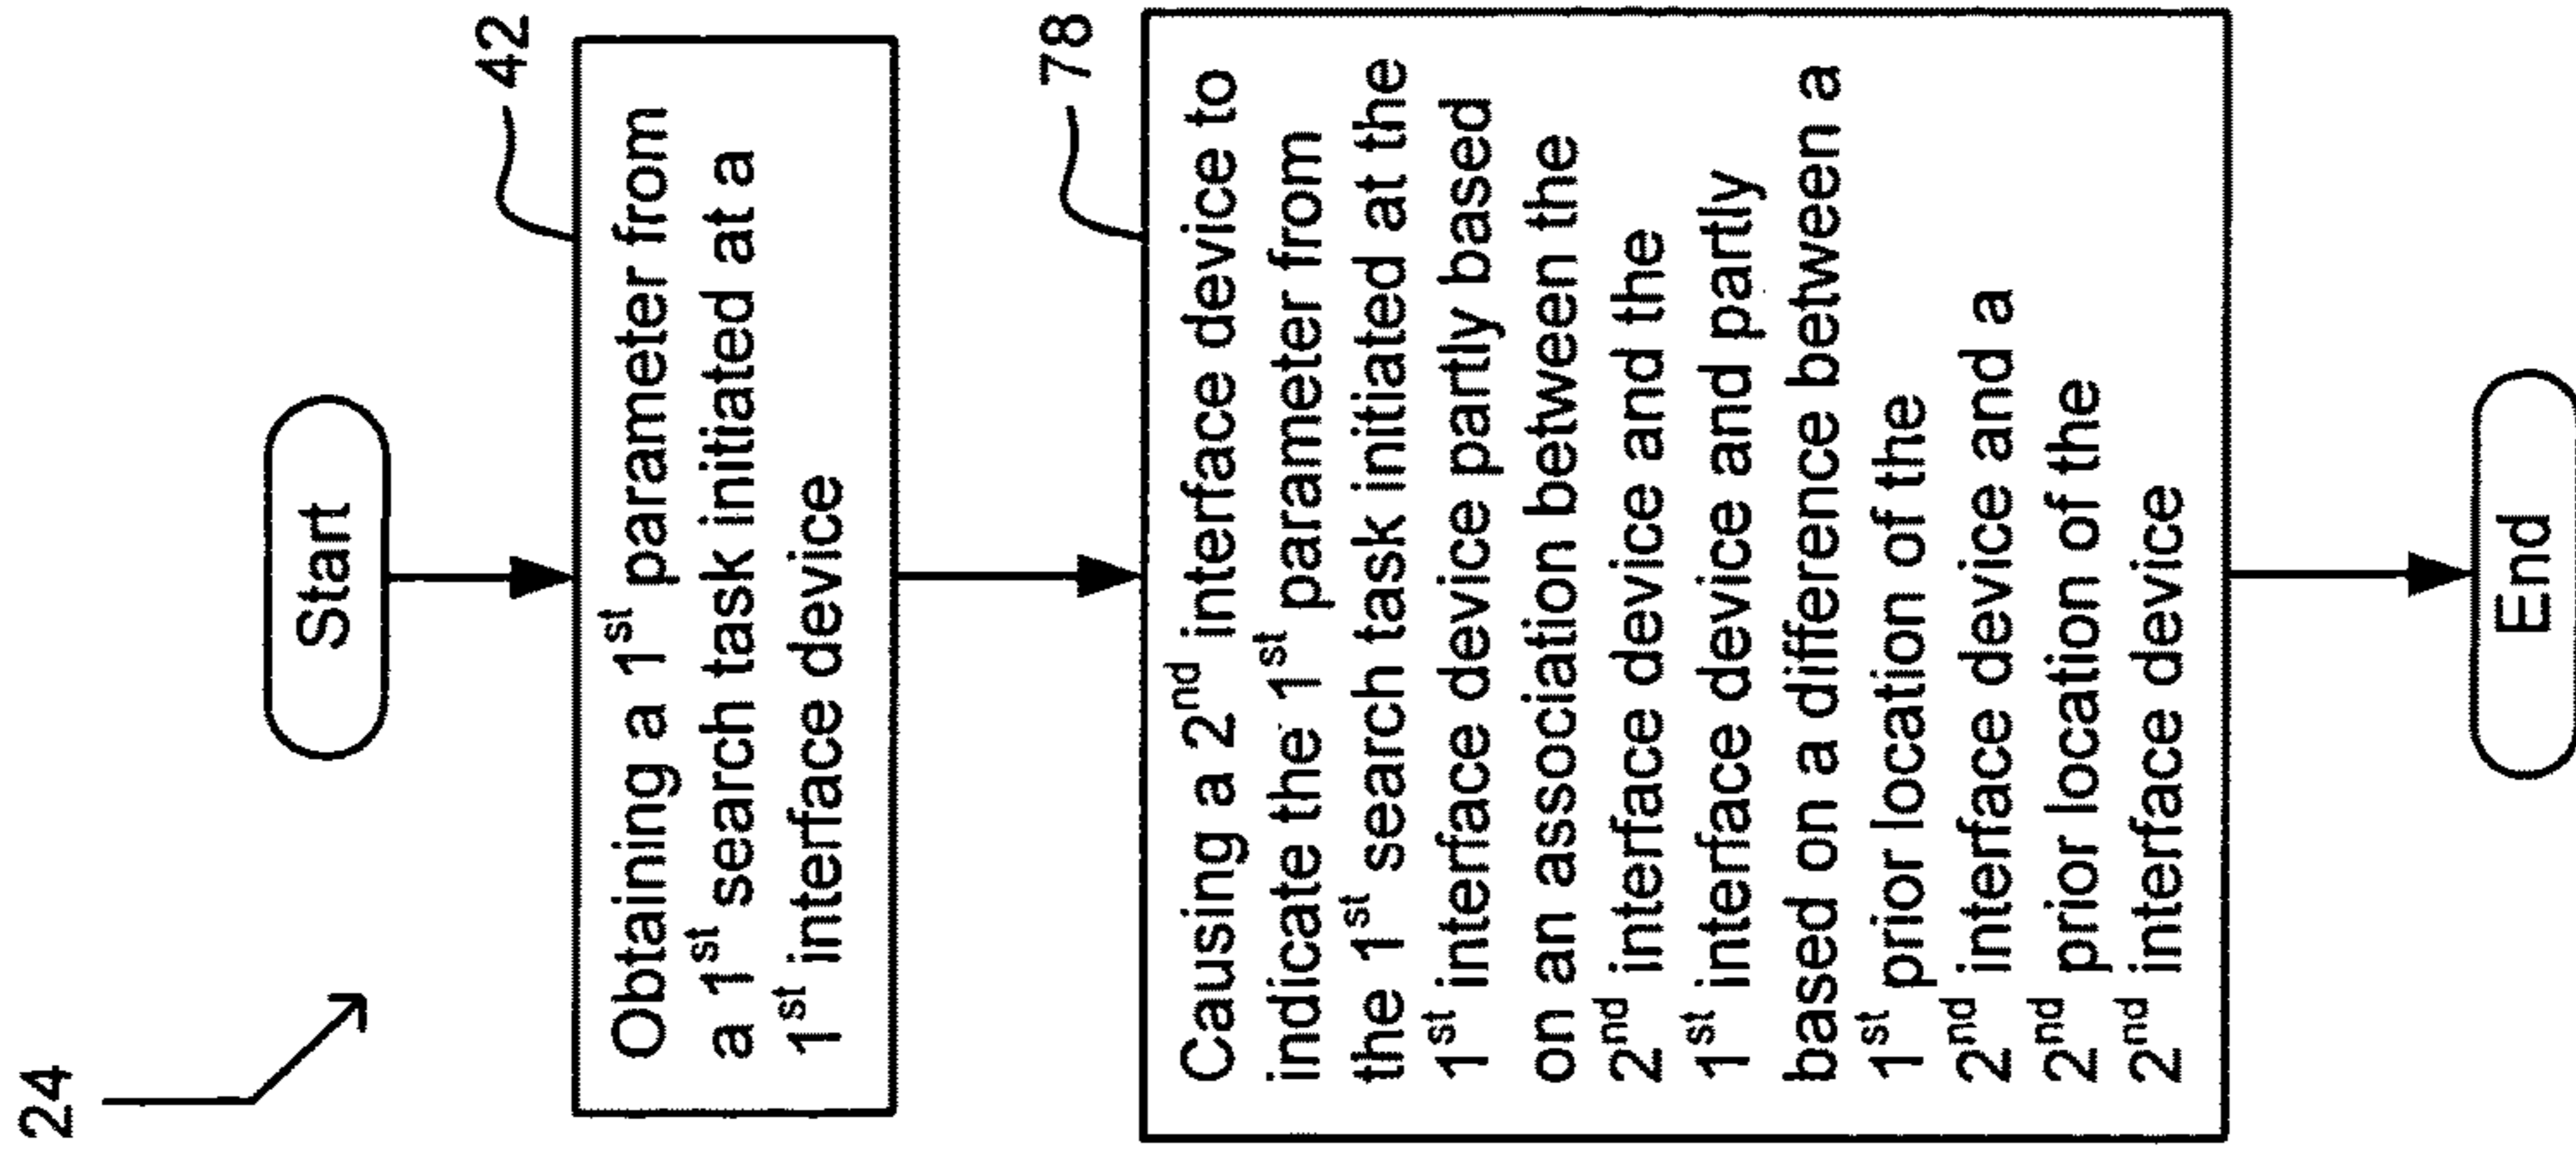 24
Start
42
Obtaining a 1st parameter from
a 1st search task initiated at a
1st interface device
78
Causing a 2nd interface device to
indicate the 1st parameter from
the 1st search task initiated at the
1st interface device partly based
on an association between the
2nd interface device and the
1st interface device and partly
based on a difference between a
1st prior location of the
2nd interface device and a
2nd prior location of the
2nd interface device
End